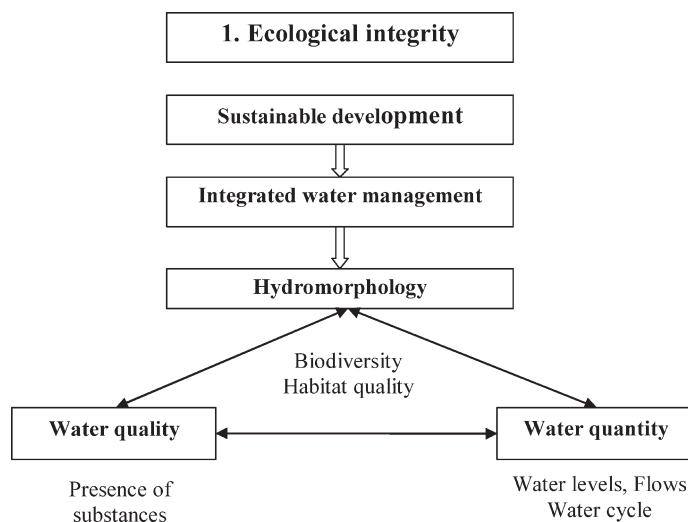 1. Ecological integrity
Sustainable development
Integrated water management
Hydromorphology
Biodiversity
Habitat quality
Water quality
Water quantity
Presence of
substances
Water levels, Flows
Water cycle